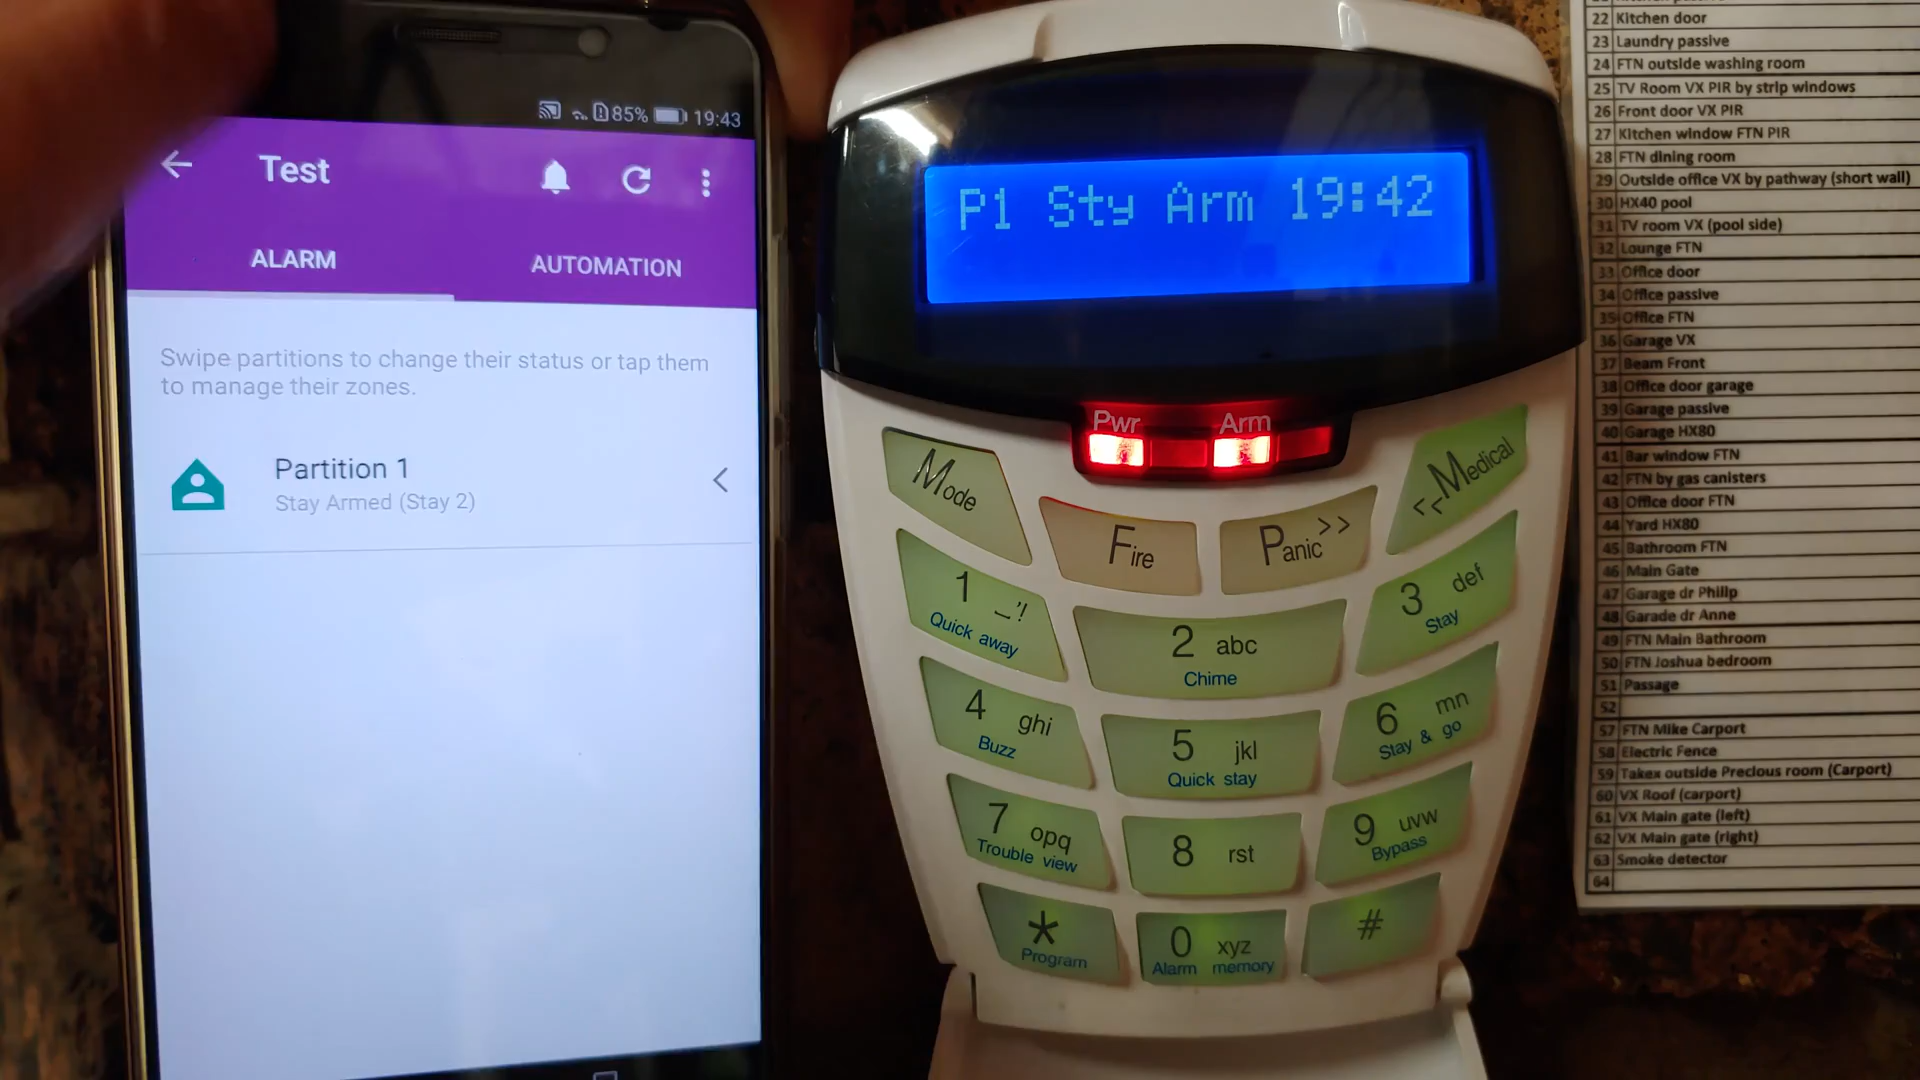 85% 19:43
Test
ALARM
AUTOMATION
Swipe partitions to change their status or tap them
to manage their zones.
Partition 1
Stay Armed (Stay 2)
P1 Sty Arm 19:42
Pwr Arm
Mode
Fire
Panic >>
<<Medical
1 _'!
Quick away
2 abc
Chime
3 def
Stay
4 ghi
Buzz
5 jkl
Quick stay
6 mn
Stay & go
7 opq
Trouble view
8 rst
9 uvw
Bypass
*
Program
0 xyz
Alarm memory
#
22 Kitchen door
23 Laundry passive
24 FTN outside washing room
25 TV Room VX PIR by strip windows
26 Front door VX PIR
27 Kitchen window FTN PIR
28 FTN dining room
29 Outside office VX by pathway (short wall)
30 HX40 pool
31 TV room VX (pool side)
32 Lounge FTN
33 Office door
34 Office passive
35 Office FTN
36 Garage VX
37 Beam Front
38 Office door garage
39 Garage passive
40 Garage HX80
41 Bar window FTN
42 FTN by gas canisters
43 Office door FTN
44 Yard HX80
45 Bathroom FTN
46 Main Gate
47 Garage dr Philip
48 Garade dr Anne
49 FTN Main Bathroom
50 FTN Joshua bedroom
51 Passage
52
57 FTN Mike Carport
58 Electric Fence
59 Takex outside Precious room (Carport)
60 VX Roof (carport)
61 VX Main gate (left)
62 VX Main gate (right)
63 Smoke detector
64